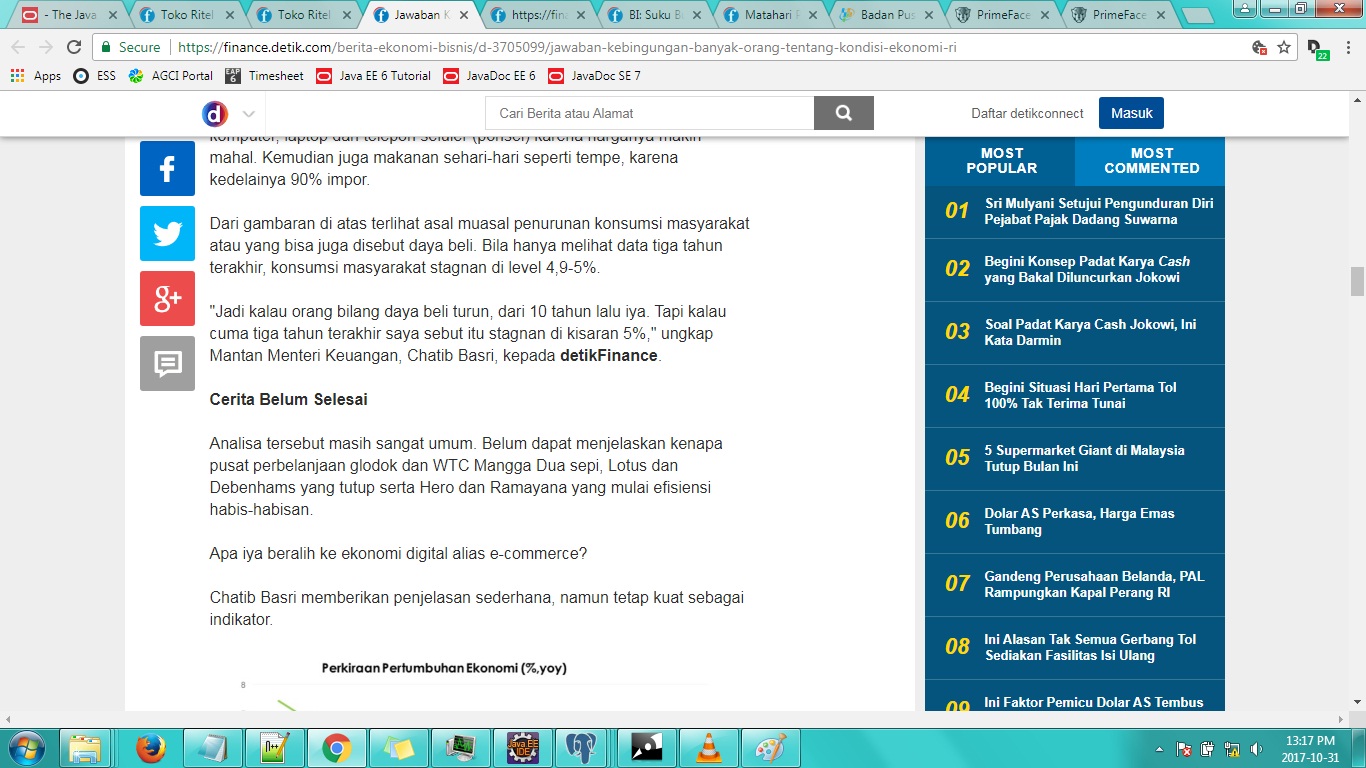 - The Java
Toko Ritel
Toko Ritel
Jawaban K
https://fina
BI: Suku B
Matahari R
Badan Pus
PrimeFace
PrimeFace
Secure https://finance.detik.com/berita-ekonomi-bisnis/d-3705099/jawaban-kebingungan-banyak-orang-tentang-kondisi-ekonomi-ri
22
Apps ESS AGCI Portal Timesheet Java EE 6 Tutorial JavaDoc EE 6 JavaDoc SE 7
d Cari Berita atau Alamat Daftar detikconnect Masuk
komputer, laptop dan telepon seluler (ponsel) karena harganya makin
mahal. Kemudian juga makanan sehari-hari seperti tempe, karena
kedelainya 90% impor.
Dari gambaran di atas terlihat asal muasal penurunan konsumsi masyarakat
atau yang bisa juga disebut daya beli. Bila hanya melihat data tiga tahun
terakhir, konsumsi masyarakat stagnan di level 4,9-5%.
"Jadi kalau orang bilang daya beli turun, dari 10 tahun lalu iya. Tapi kalau
cuma tiga tahun terakhir saya sebut itu stagnan di kisaran 5%," ungkap
Mantan Menteri Keuangan, Chatib Basri, kepada detikFinance.
Cerita Belum Selesai
Analisa tersebut masih sangat umum. Belum dapat menjelaskan kenapa
pusat perbelanjaan glodok dan WTC Mangga Dua sepi, Lotus dan
Debenhams yang tutup serta Hero dan Ramayana yang mulai efisiensi
habis-habisan.
Apa iya beralih ke ekonomi digital alias e-commerce?
Chatib Basri memberikan penjelasan sederhana, namun tetap kuat sebagai
indikator.
Perkiraan Pertumbuhan Ekonomi (%,yoy)
8
MOST
POPULAR
MOST
COMMENTED
01 Sri Mulyani Setujui Pengunduran Diri
Pejabat Pajak Dadang Suwarna
02 Begini Konsep Padat Karya Cash
yang Bakal Diluncurkan Jokowi
03 Soal Padat Karya Cash Jokowi, Ini
Kata Darmin
04 Begini Situasi Hari Pertama Tol
100% Tak Terima Tunai
05 5 Supermarket Giant di Malaysia
Tutup Bulan Ini
06 Dolar AS Perkasa, Harga Emas
Tumbang
07 Gandeng Perusahaan Belanda, PAL
Rampungkan Kapal Perang RI
08 Ini Alasan Tak Semua Gerbang Tol
Sediakan Fasilitas Isi Ulang
09 Ini Faktor Pemicu Dolar AS Tembus
13:17 PM
2017-10-31